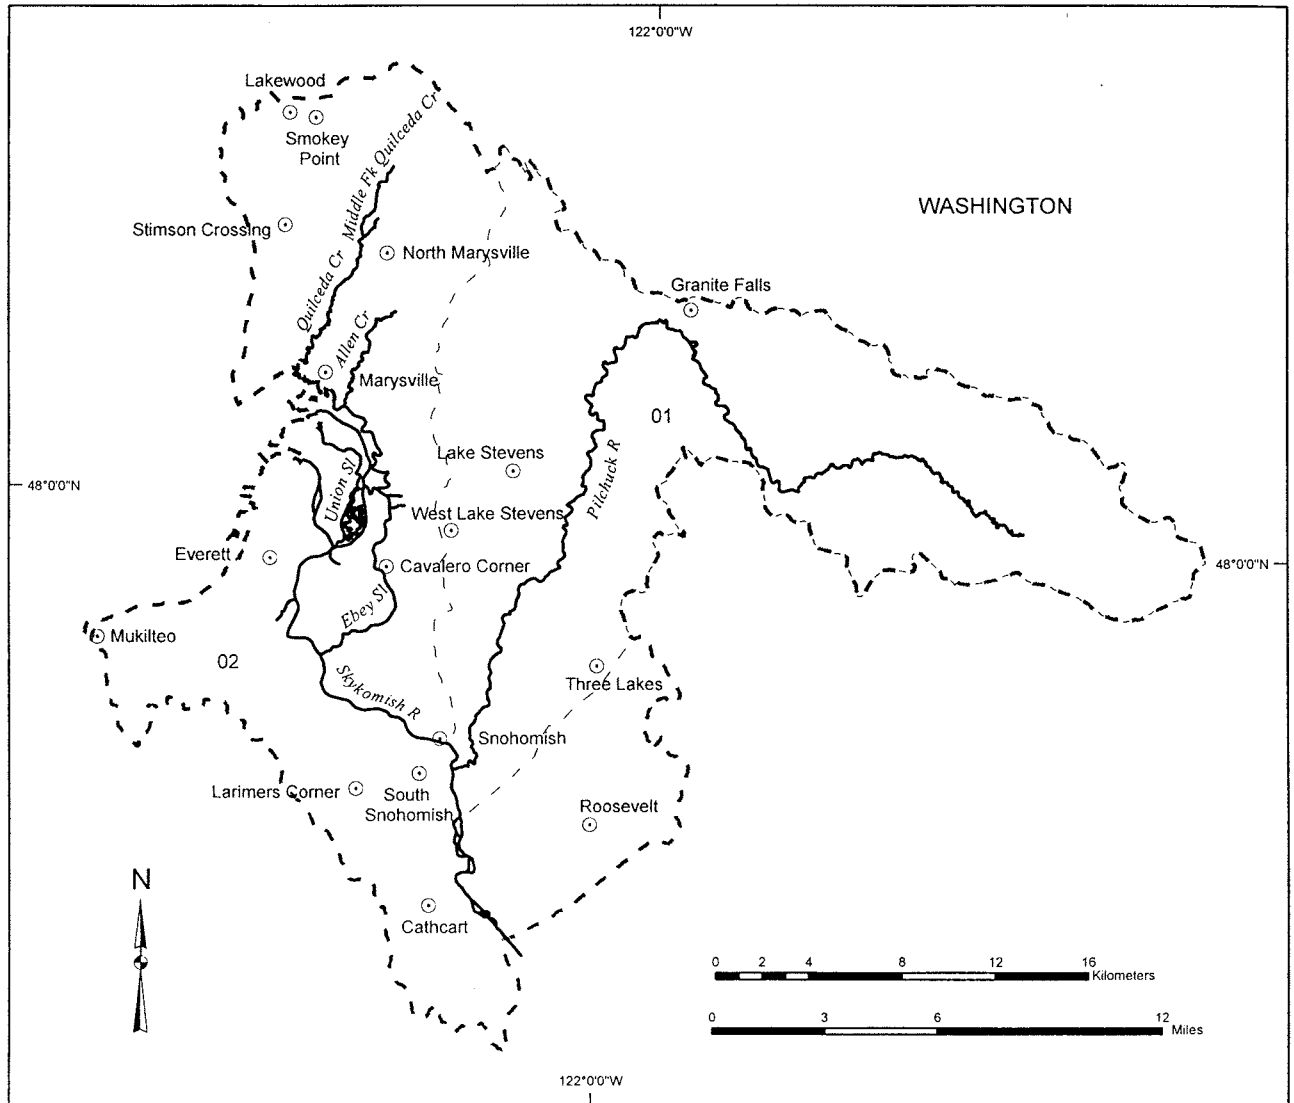 122°0'0"W
Lakewood
Smokey
Point
Middle Fk Quilceda Cr
WASHINGTON
Stimson Crossing
North Marysville
Quilceda Cr
Granite Falls
Allen Cr
Marysville
01
Lake Stevens
Pilchuck R
48°0'0"N
Union Sl
West Lake Stevens
Everett
Cavalero Corner
48°0'0"N
Ebey Sl
Mukilteo
02
Three Lakes
Skykomish R
Snohomish
Larimers Corner
South
Snohomish
Roosevelt
N
Cathcart
0 2 4 8 12 16
Kilometers
0 3 6 12
Miles
122°0'0"W